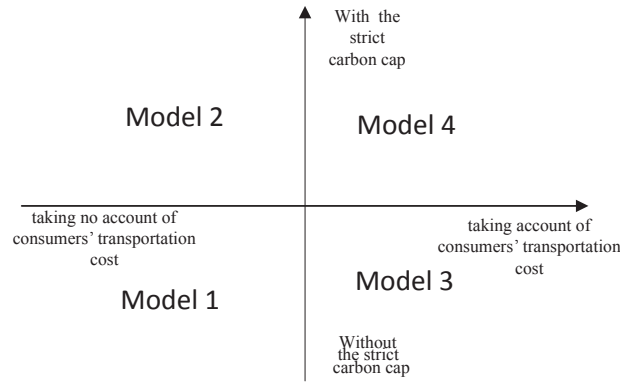 With the
strict
carbon cap
Model 2
Model 4
taking no account of
consumers' transportation
cost
taking account of
consumers' transportation
cost
Model 1
Model 3
Without
the strict
carbon cap